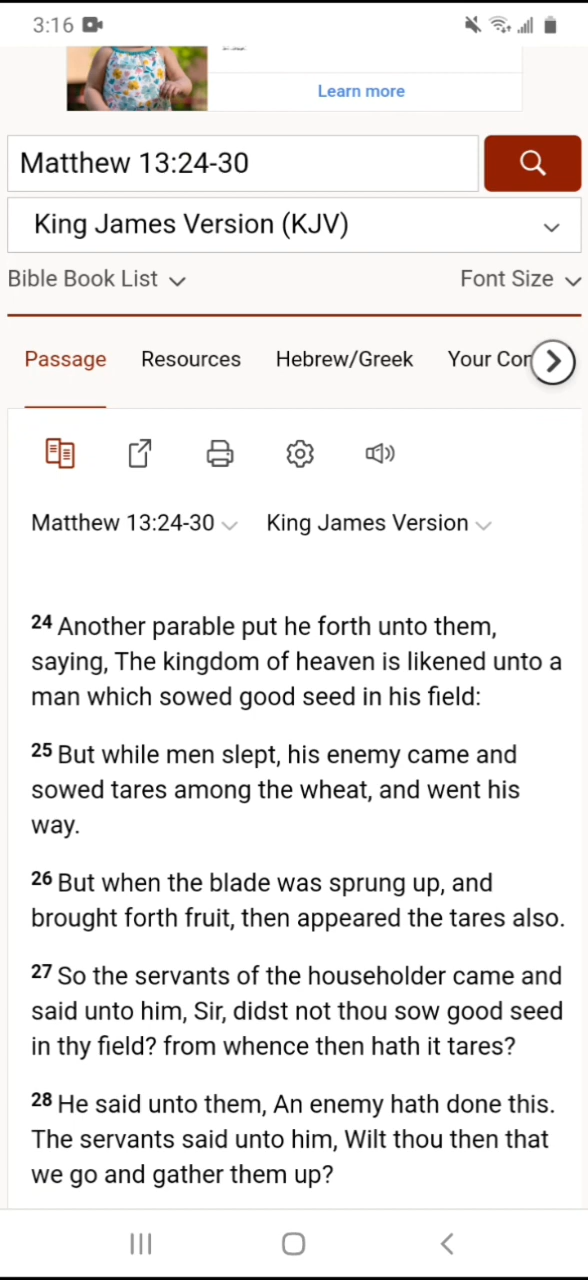 3:16
Learn more
Matthew 13:24-30
King James Version (KJV)
Bible Book List Font Size
Passage Resources Hebrew/Greek Your Cor
Matthew 13:24-30 King James Version
24 Another parable put he forth unto them,
saying, The kingdom of heaven is likened unto a
man which sowed good seed in his field:
25 But while men slept, his enemy came and
sowed tares among the wheat, and went his
way.
26 But when the blade was sprung up, and
brought forth fruit, then appeared the tares also.
27 So the servants of the householder came and
said unto him, Sir, didst not thou sow good seed
in thy field? from whence then hath it tares?
28 He said unto them, An enemy hath done this.
The servants said unto him, Wilt thou then that
we go and gather them up?